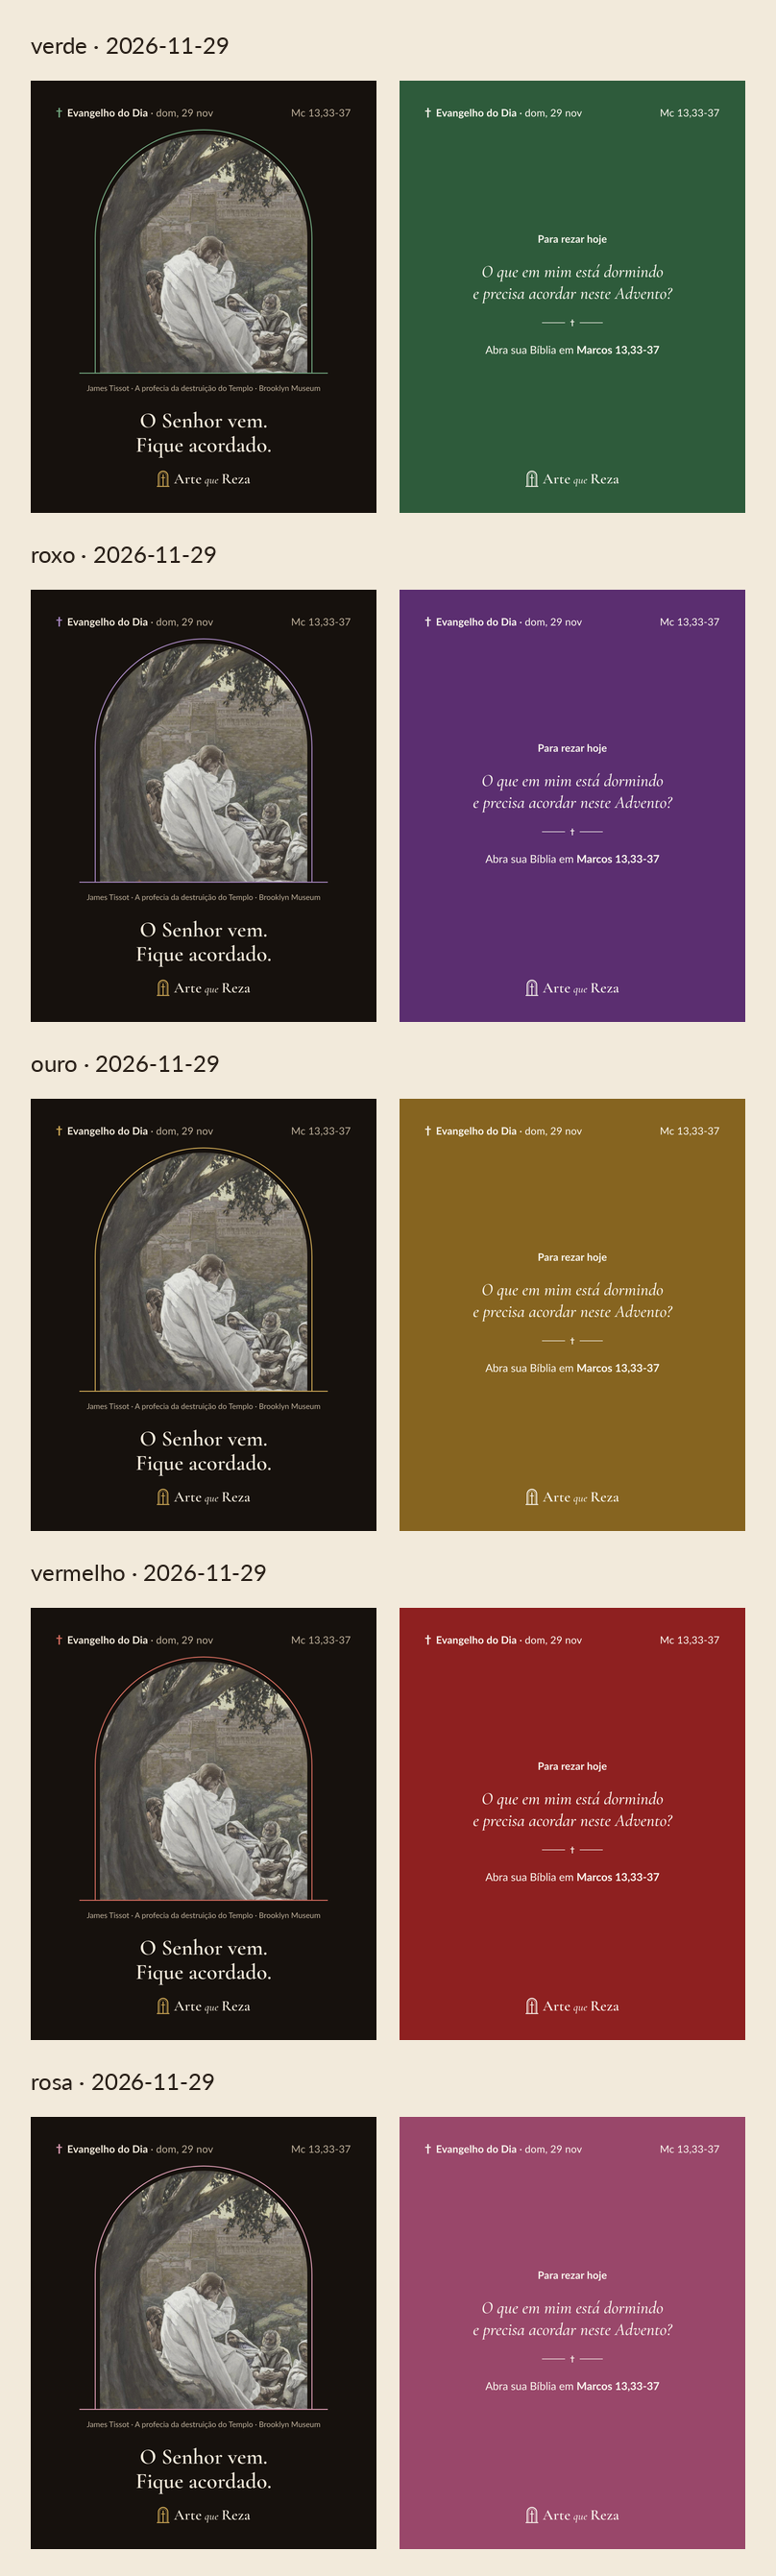 verde · 2026-11-29
† Evangelho do Dia · dom, 29 nov Mc 13,33-37
James Tissot · A profecia da destruição do Templo · Brooklyn Museum
O Senhor vem.
Fique acordado.
Arte que Reza
† Evangelho do Dia · dom, 29 nov Mc 13,33-37
Para rezar hoje
O que em mim está dormindo
e precisa acordar neste Advento?
†
Abra sua Bíblia em Marcos 13,33-37
Arte que Reza
roxo · 2026-11-29
† Evangelho do Dia · dom, 29 nov Mc 13,33-37
James Tissot · A profecia da destruição do Templo · Brooklyn Museum
O Senhor vem.
Fique acordado.
Arte que Reza
† Evangelho do Dia · dom, 29 nov Mc 13,33-37
Para rezar hoje
O que em mim está dormindo
e precisa acordar neste Advento?
†
Abra sua Bíblia em Marcos 13,33-37
Arte que Reza
ouro · 2026-11-29
† Evangelho do Dia · dom, 29 nov Mc 13,33-37
James Tissot · A profecia da destruição do Templo · Brooklyn Museum
O Senhor vem.
Fique acordado.
Arte que Reza
† Evangelho do Dia · dom, 29 nov Mc 13,33-37
Para rezar hoje
O que em mim está dormindo
e precisa acordar neste Advento?
†
Abra sua Bíblia em Marcos 13,33-37
Arte que Reza
vermelho · 2026-11-29
† Evangelho do Dia · dom, 29 nov Mc 13,33-37
James Tissot · A profecia da destruição do Templo · Brooklyn Museum
O Senhor vem.
Fique acordado.
Arte que Reza
† Evangelho do Dia · dom, 29 nov Mc 13,33-37
Para rezar hoje
O que em mim está dormindo
e precisa acordar neste Advento?
†
Abra sua Bíblia em Marcos 13,33-37
Arte que Reza
rosa · 2026-11-29
† Evangelho do Dia · dom, 29 nov Mc 13,33-37
James Tissot · A profecia da destruição do Templo · Brooklyn Museum
O Senhor vem.
Fique acordado.
Arte que Reza
† Evangelho do Dia · dom, 29 nov Mc 13,33-37
Para rezar hoje
O que em mim está dormindo
e precisa acordar neste Advento?
†
Abra sua Bíblia em Marcos 13,33-37
Arte que Reza